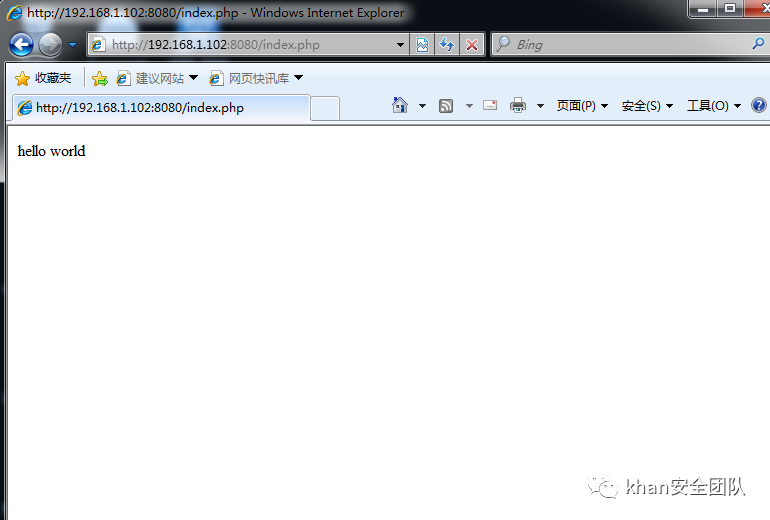 http://192.168.1.102:8080/index.php - Windows Internet Explorer
http://192.168.1.102:8080/index.php
Bing
收藏夹 建议网站 网页快讯库
http://192.168.1.102:8080/index.php
页面(P) 安全(S) 工具(O)
hello world
khan安全团队